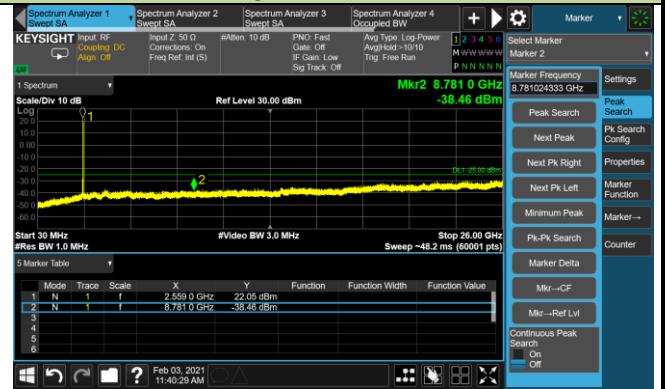 Spectrum Analyzer 1
Swept SA
Spectrum Analyzer 2
Swept SA
Spectrum Analyzer 3
Swept SA
Spectrum Analyzer 4
Occupied BW
+
Marker
KEYSIGHT
Input: RF
Coupling: DC
Align: Off
Input Z: 50 Ω
Corrections: On
Freq Ref: Int (S)
#Atten: 10 dB
PNO: Fast
Gate: Off
IF Gain: Low
Sig Track: Off
Avg Type: Log-Power
Avg|Hold:>10/10
Trig: Free Run
1 2 3 4 5 6
M W W W W W
P N N N N N
LXI
Select Marker
Marker 2
Marker Frequency
8.781024333 GHz
Settings
Peak Search
Peak
Search
Next Peak
Pk Search
Config
Next Pk Right
Properties
Next Pk Left
Marker
Function
Minimum Peak
Marker→
Pk-Pk Search
Counter
Marker Delta
Mkr→CF
Mkr→Ref Lvl
Continuous Peak
Search
On
Off
1 Spectrum
Mkr2 8.781 0 GHz
Scale/Div 10 dB
Ref Level 30.00 dBm
-38.46 dBm
Log
20.0
10.0
0.00
-10.0
-20.0
-30.0
-40.0
-50.0
-60.0
1
2
DL1 -25.00 dBm
Start 30 MHz
#Video BW 3.0 MHz
Stop 26.00 GHz
#Res BW 1.0 MHz
Sweep ~48.2 ms (60001 pts)
5 Marker Table
Mode Trace Scale X Y Function Function Width Function Value
1 N 1 f 2.559 0 GHz 22.05 dBm
2 N 1 f 8.781 0 GHz -38.46 dBm
3
4
5
6
?
Feb 03, 2021
11:40:29 AM